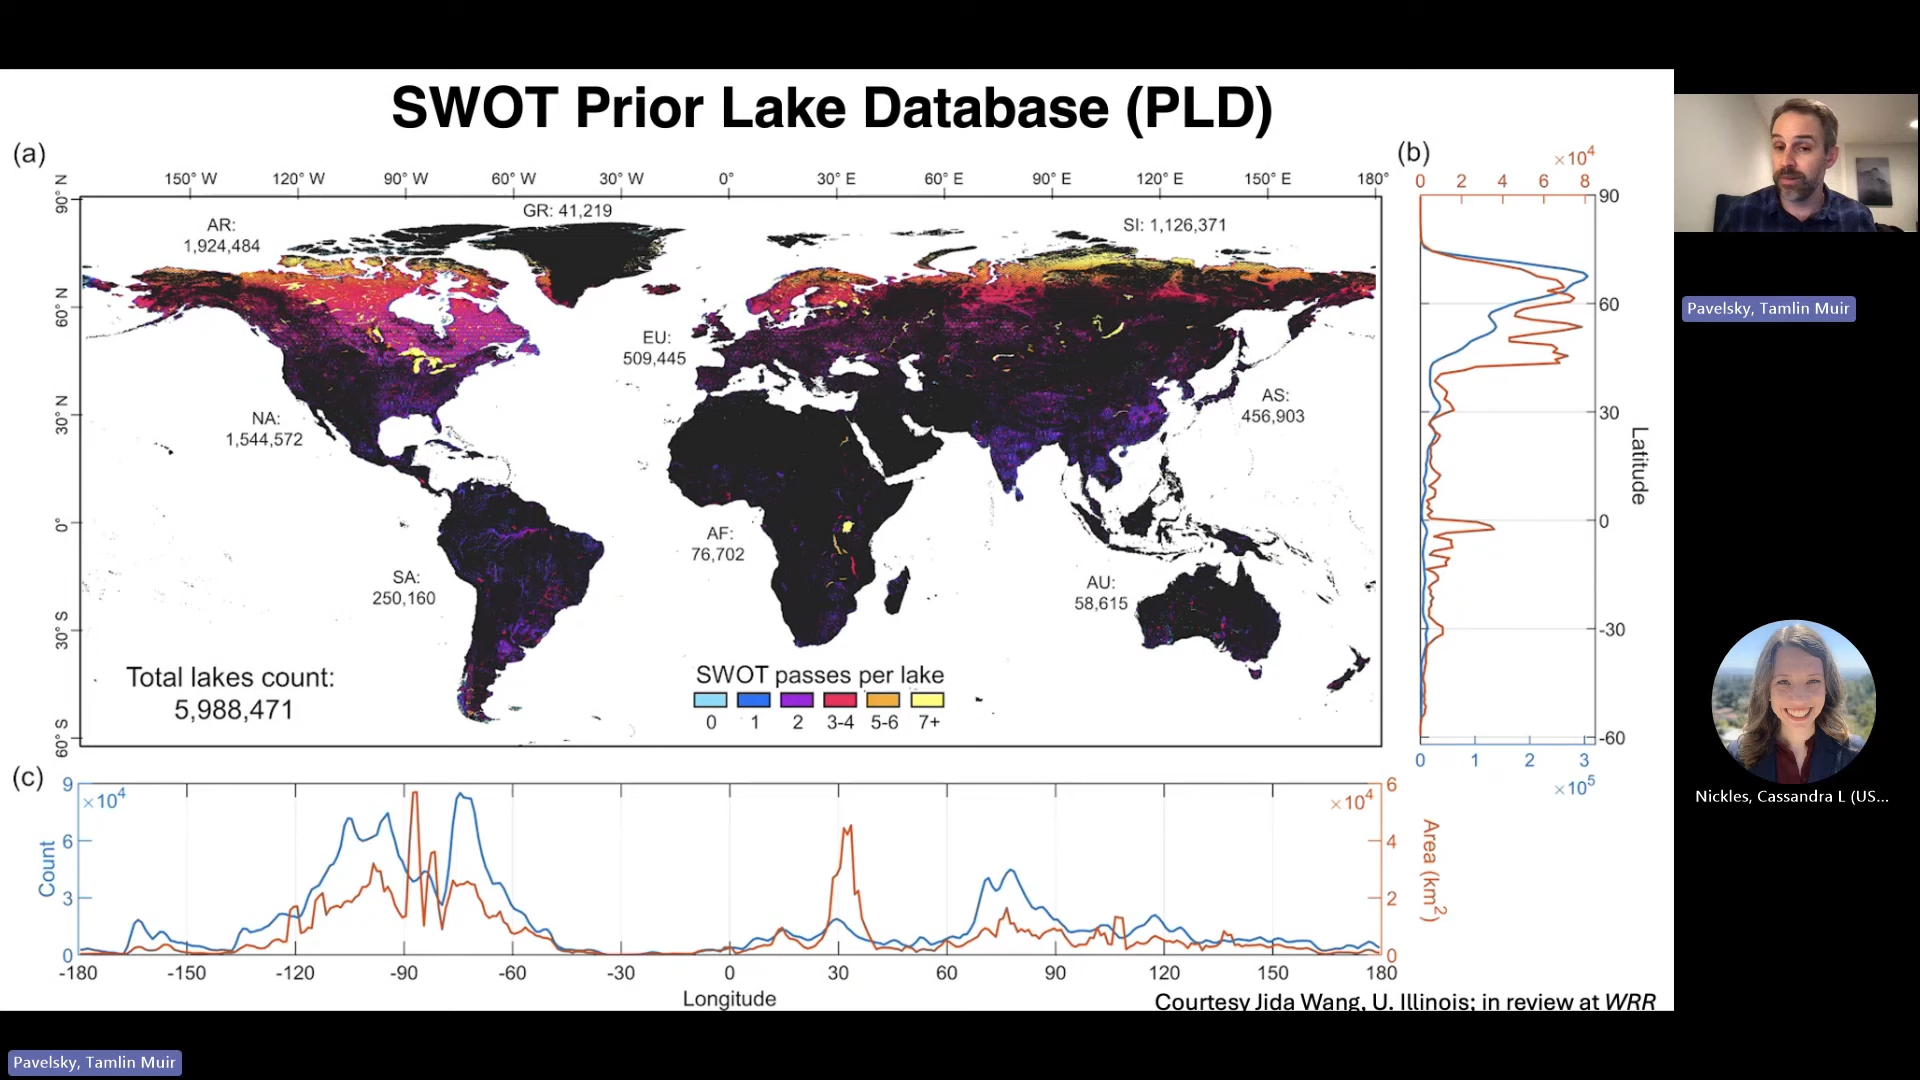 SWOT Prior Lake Database (PLD)
(a)
150° W 120° W 90° W 60° W 30° W 0° 30° E 60° E 90° E 120° E 150° E 180°
90° N
60° N
30° N
0°
30° S
60° S
AR:
1,924,484
GR: 41,219
SI: 1,126,371
EU:
509,445
AS:
456,903
NA:
1,544,572
AF:
76,702
SA:
250,160
AU:
58,615
Total lakes count:
5,988,471
SWOT passes per lake
0 1 2 3-4 5-6 7+
(b)
×10⁴
0 2 4 6 8
90
60
30
0
-30
-60
Latitude
0 1 2 3
×10⁵
(c)
9
6
3
0
×10⁴
Count
×10⁴
6
4
2
0
Area (km²)
-180 -150 -120 -90 -60 -30 0 30 60 90 120 150 180
Longitude
Courtesy Jida Wang, U. Illinois; in review at WRR
Pavelsky, Tamlin Muir
Nickles, Cassandra L (US...
Pavelsky, Tamlin Muir